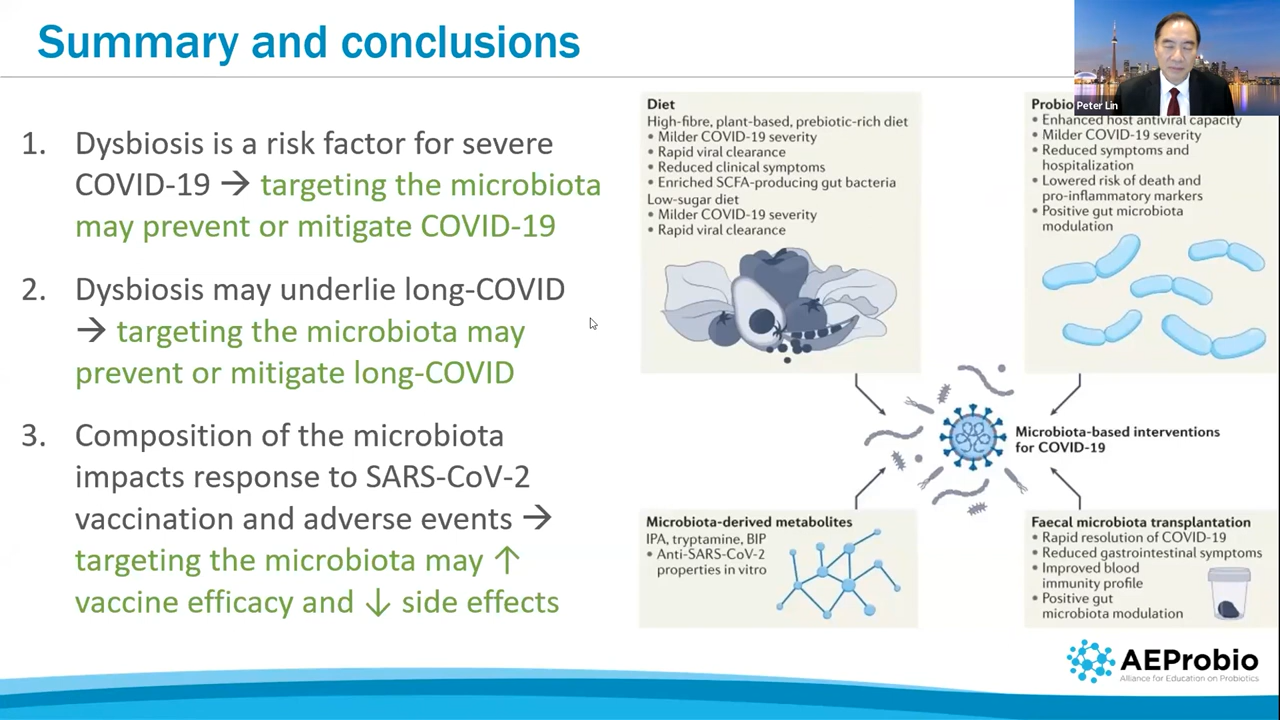 Summary and conclusions
1. Dysbiosis is a risk factor for severe
COVID-19 → targeting the microbiota
may prevent or mitigate COVID-19
2. Dysbiosis may underlie long-COVID
→ targeting the microbiota may
prevent or mitigate long-COVID
3. Composition of the microbiota
impacts response to SARS-CoV-2
vaccination and adverse events →
targeting the microbiota may ↑
vaccine efficacy and ↓ side effects
Diet
High-fibre, plant-based, prebiotic-rich diet
• Milder COVID-19 severity
• Rapid viral clearance
• Reduced clinical symptoms
• Enriched SCFA-producing gut bacteria
Low-sugar diet
• Milder COVID-19 severity
• Rapid viral clearance
Peter Lin
• Enhanced host antiviral capacity
• Milder COVID-19 severity
• Reduced symptoms and
hospitalization
• Lowered risk of death and
pro-inflammatory markers
• Positive gut microbiota
modulation
Microbiota-based interventions
for COVID-19
Microbiota-derived metabolites
IPA, tryptamine, BIP
• Anti-SARS-CoV-2
properties in vitro
Faecal microbiota transplantation
• Rapid resolution of COVID-19
• Reduced gastrointestinal symptoms
• Improved blood
immunity profile
• Positive gut
microbiota modulation
AEProbio
Alliance for Education on Probiotics